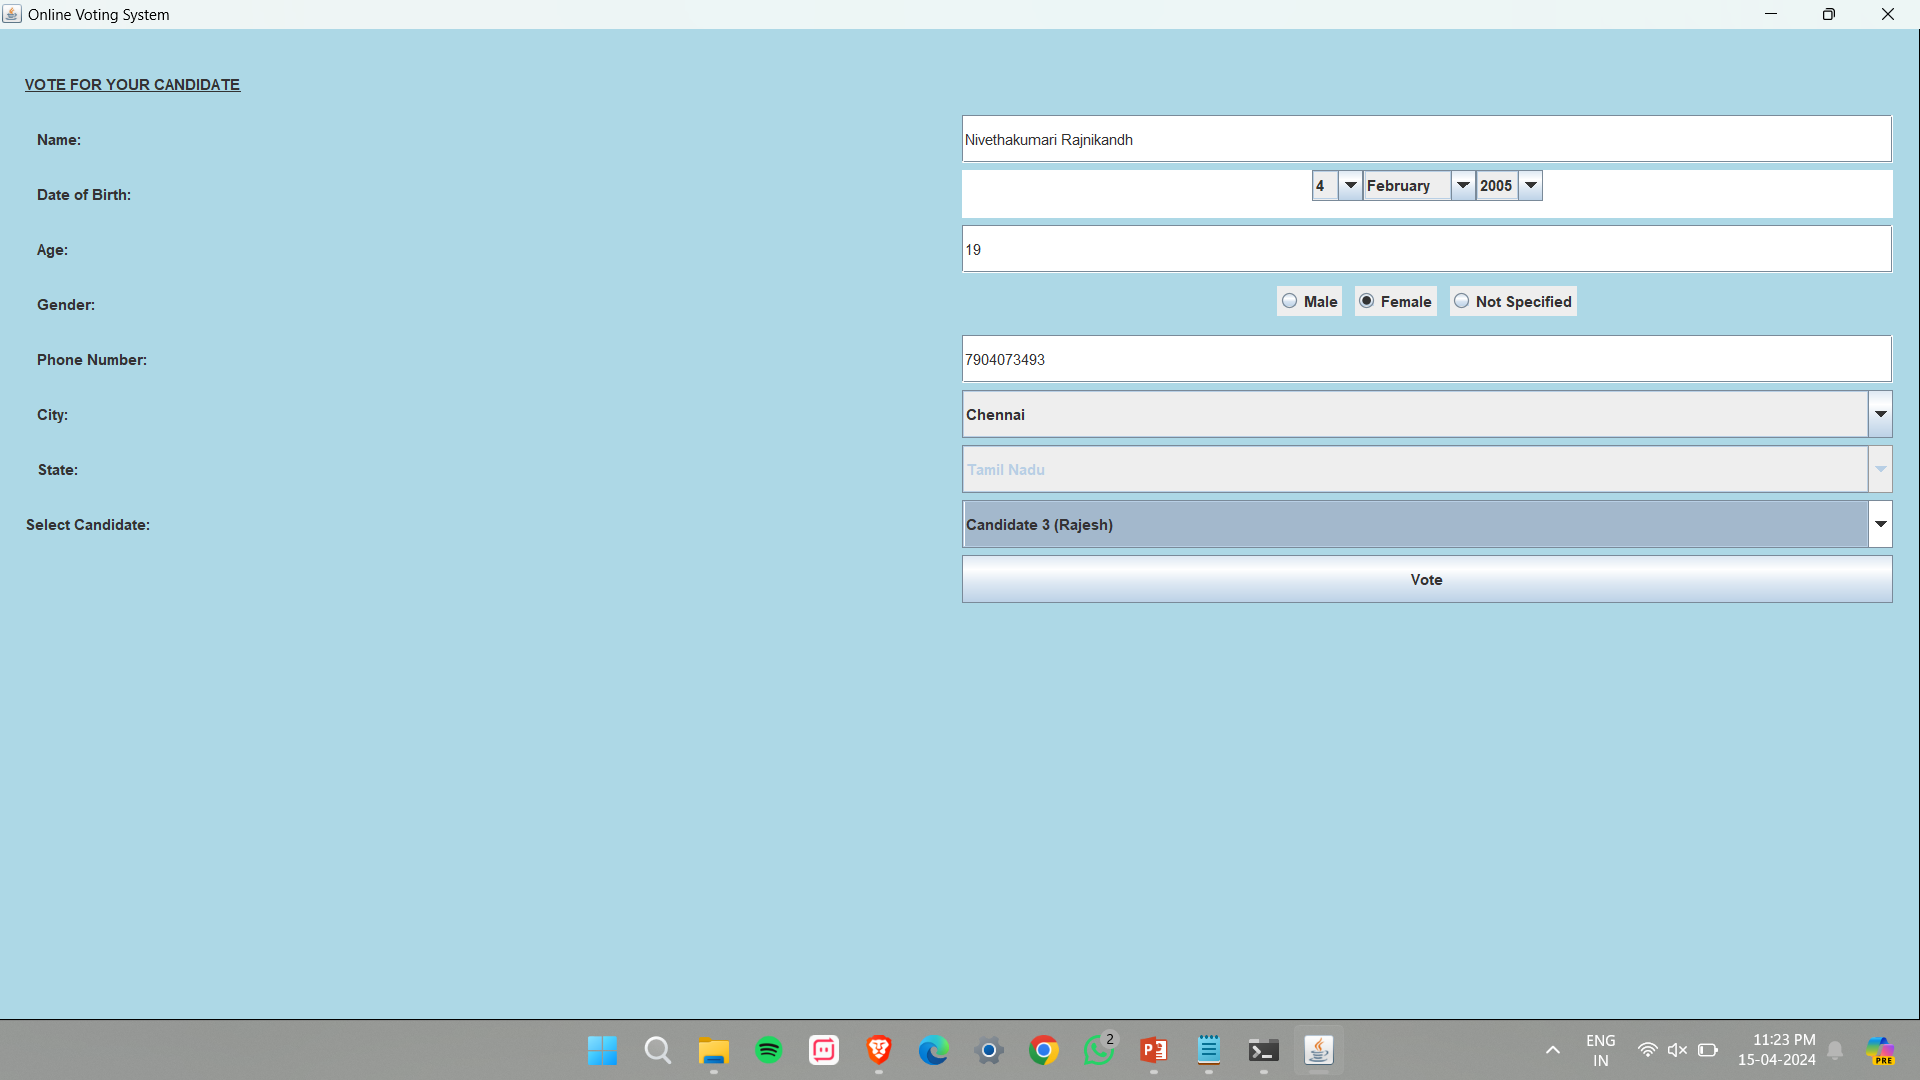 Online Voting System
VOTE FOR YOUR CANDIDATE
Name: Nivethakumari Rajnikandh
Date of Birth: 4 February 2005
Age: 19
Gender: Male Female Not Specified
Phone Number: 7904073493
City: Chennai
State: Tamil Nadu
Select Candidate: Candidate 3 (Rajesh)
Vote
2
ENG
IN
11:23 PM
15-04-2024
PRE